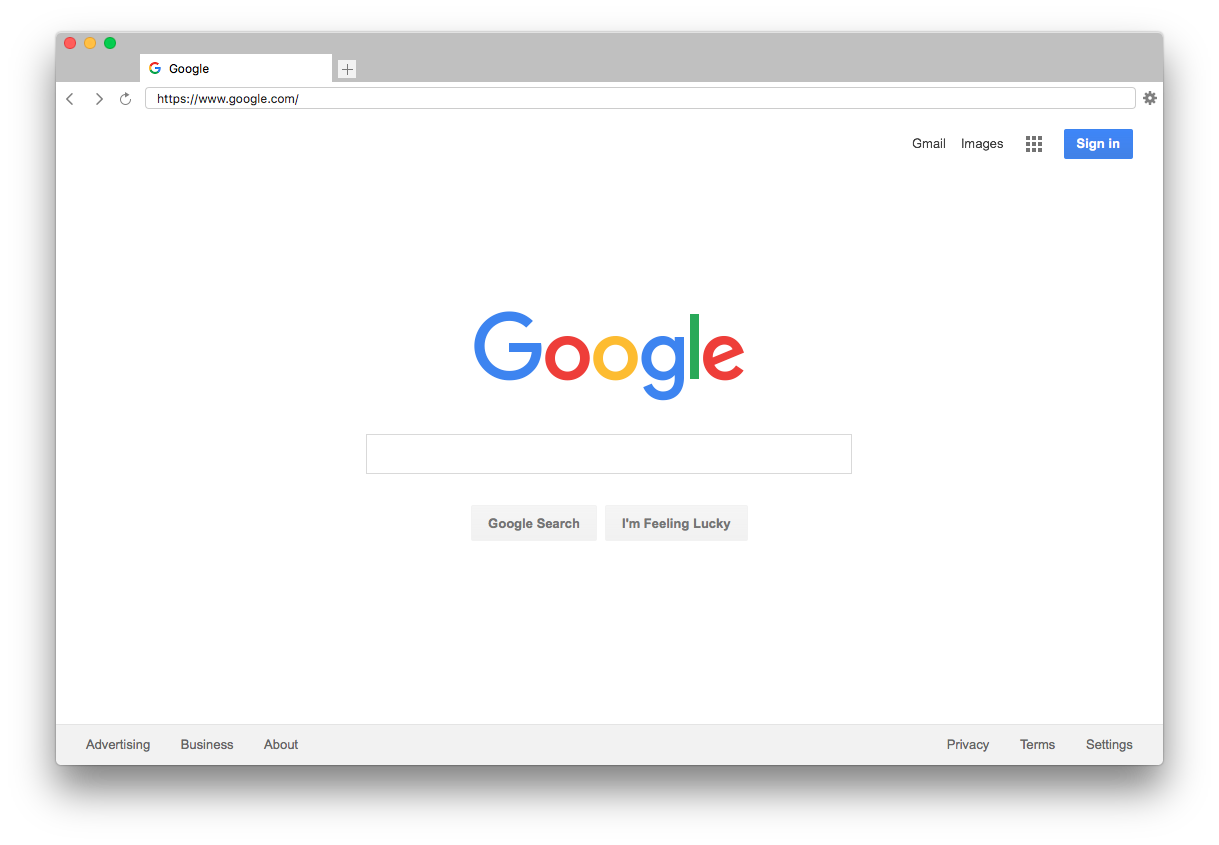 Google
https://www.google.com/
Gmail Images Sign in
Google
Google Search I'm Feeling Lucky
Advertising Business About Privacy Terms Settings